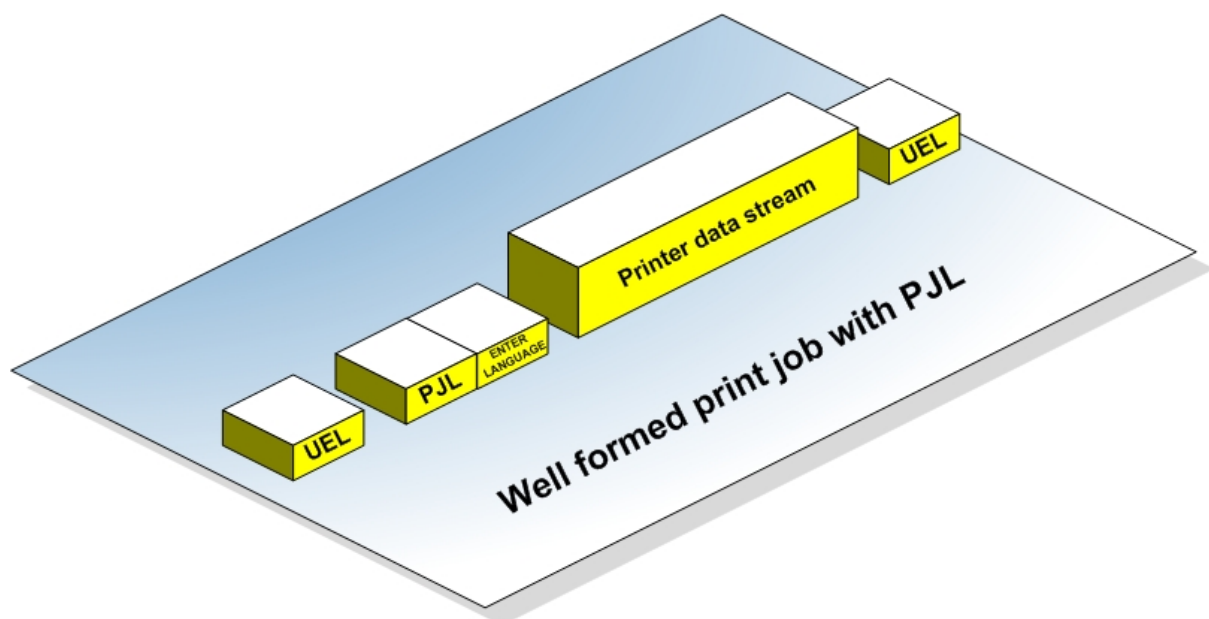 UEL
PJL
ENTER
LANGUAGE
Printer data stream
UEL
Well formed print job with PJL